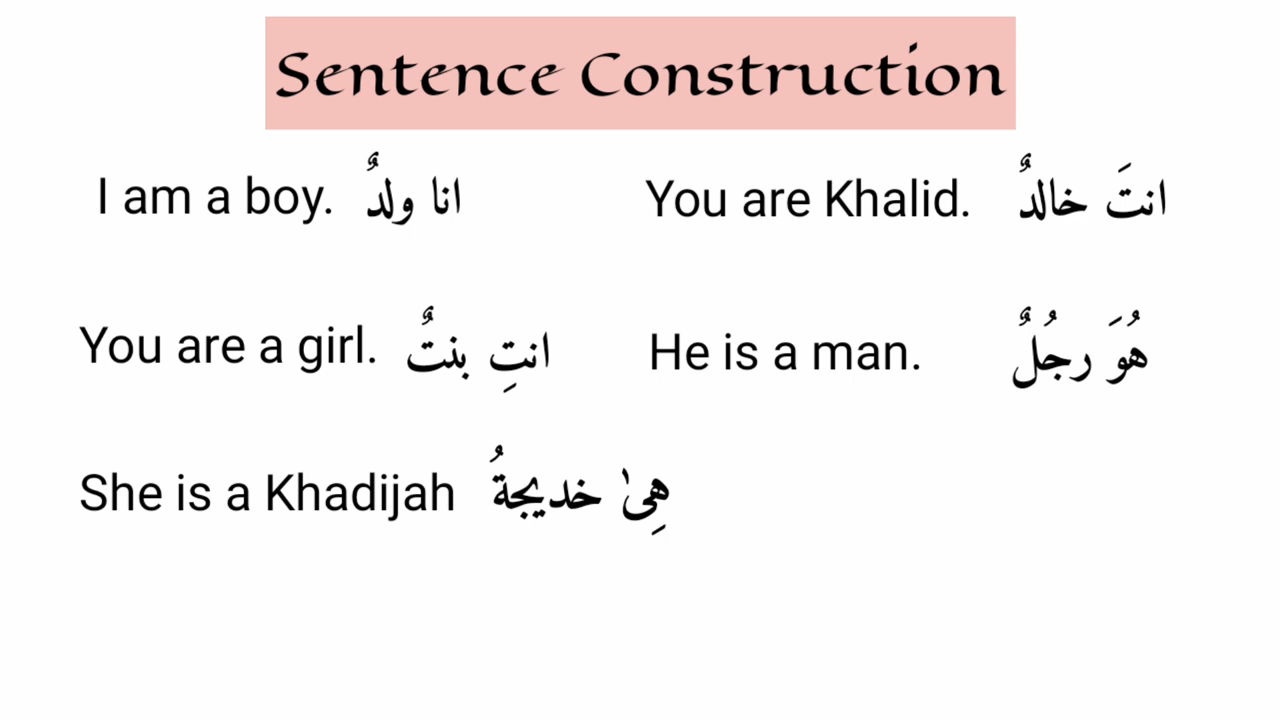 Sentence Construction
I am a boy. انا ولدٌ
You are Khalid. انتَ خالدٌ
You are a girl. انتِ بنتٌ
He is a man. هُوَ رجُلٌ
She is a Khadijah هِیٰ خدیجةُ